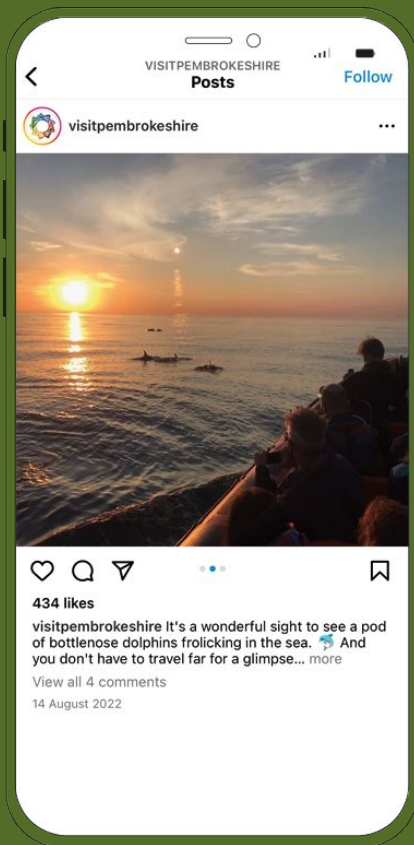 VISITPEMBROKESHIRE
Posts
Follow
visitpembrokeshire
434 likes
visitpembrokeshire It's a wonderful sight to see a pod
of bottlenose dolphins frolicking in the sea. 🐬 And
you don't have to travel far for a glimpse... more
View all 4 comments
14 August 2022